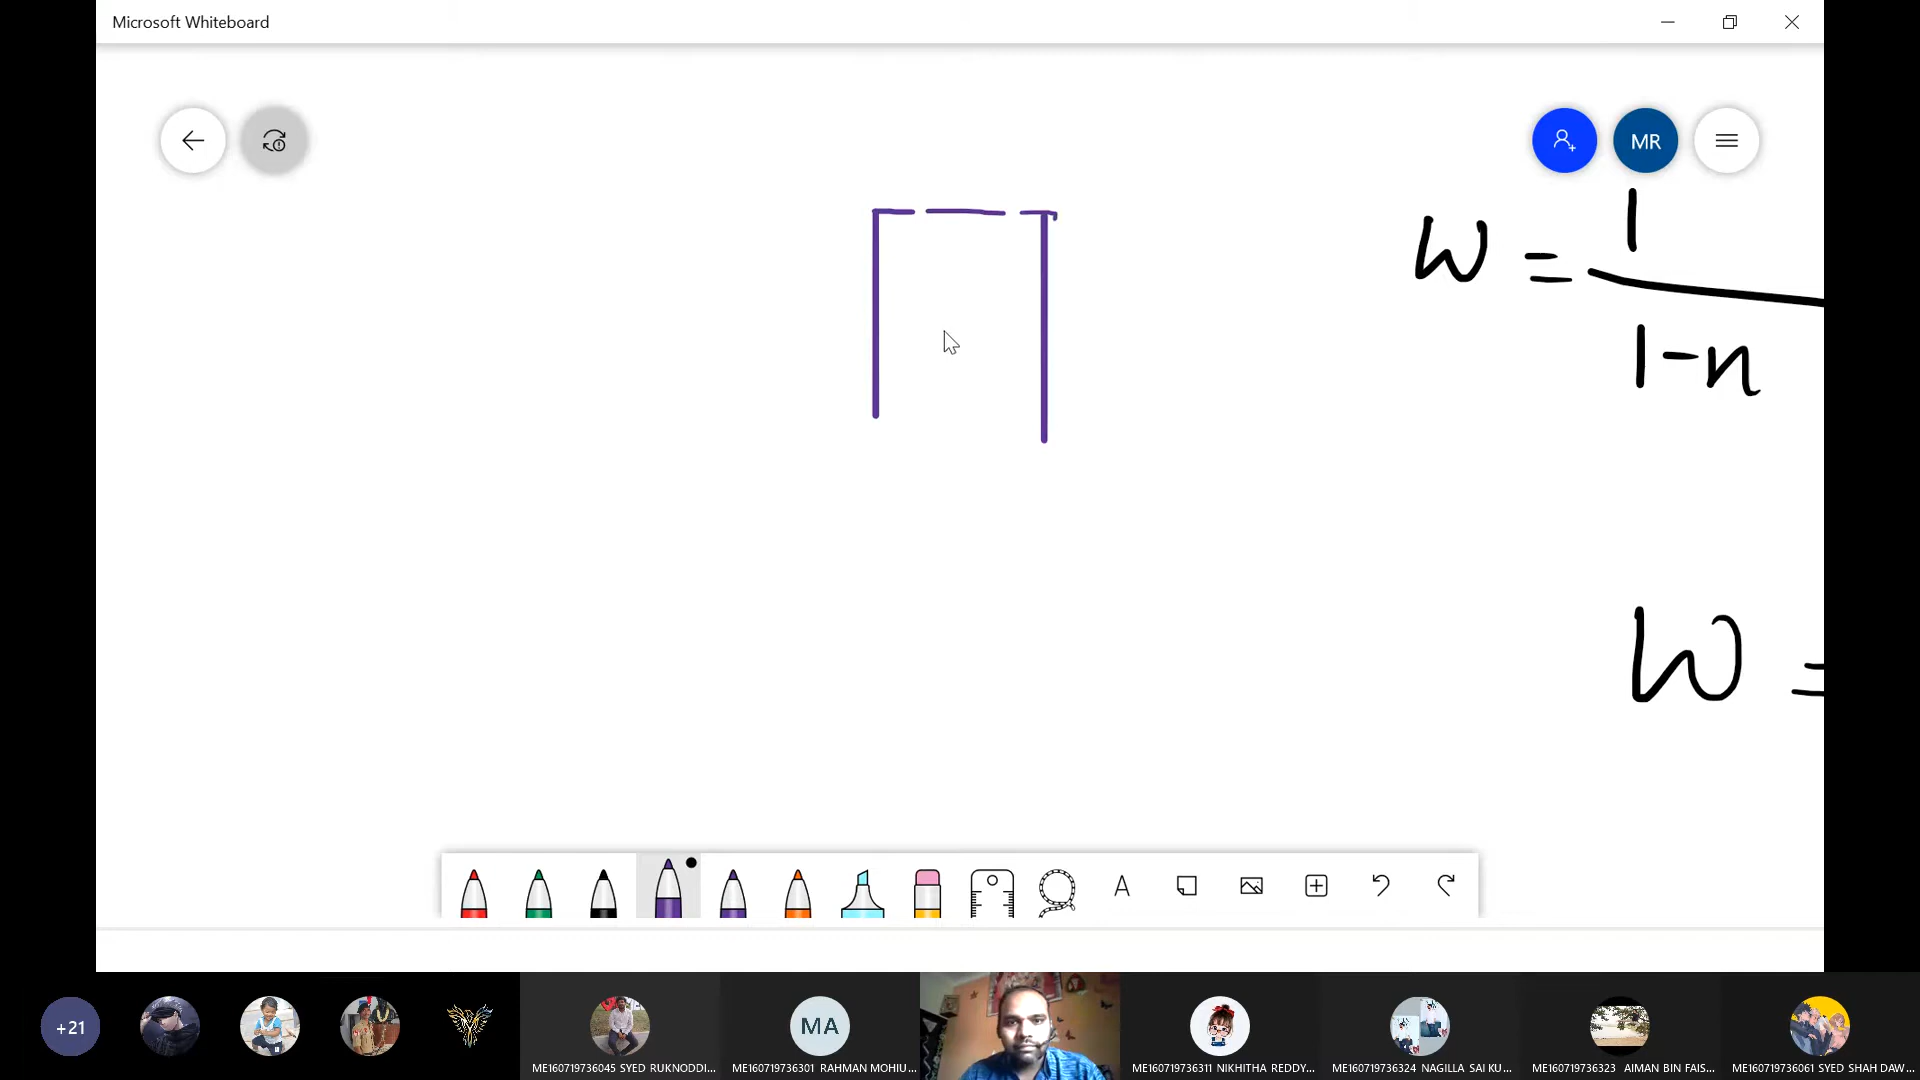 Microsoft Whiteboard
MR
W = 1
1-n
W =
A
+21
MA
ME160719736045 SYED RUKNODDI...
ME160719736301 RAHMAN MOHIU...
ME160719736311 NIKHITHA REDDY...
ME160719736324 NAGILLA SAI KU...
ME160719736323 AIMAN BIN FAIS...
ME160719736061 SYED SHAH DAW...